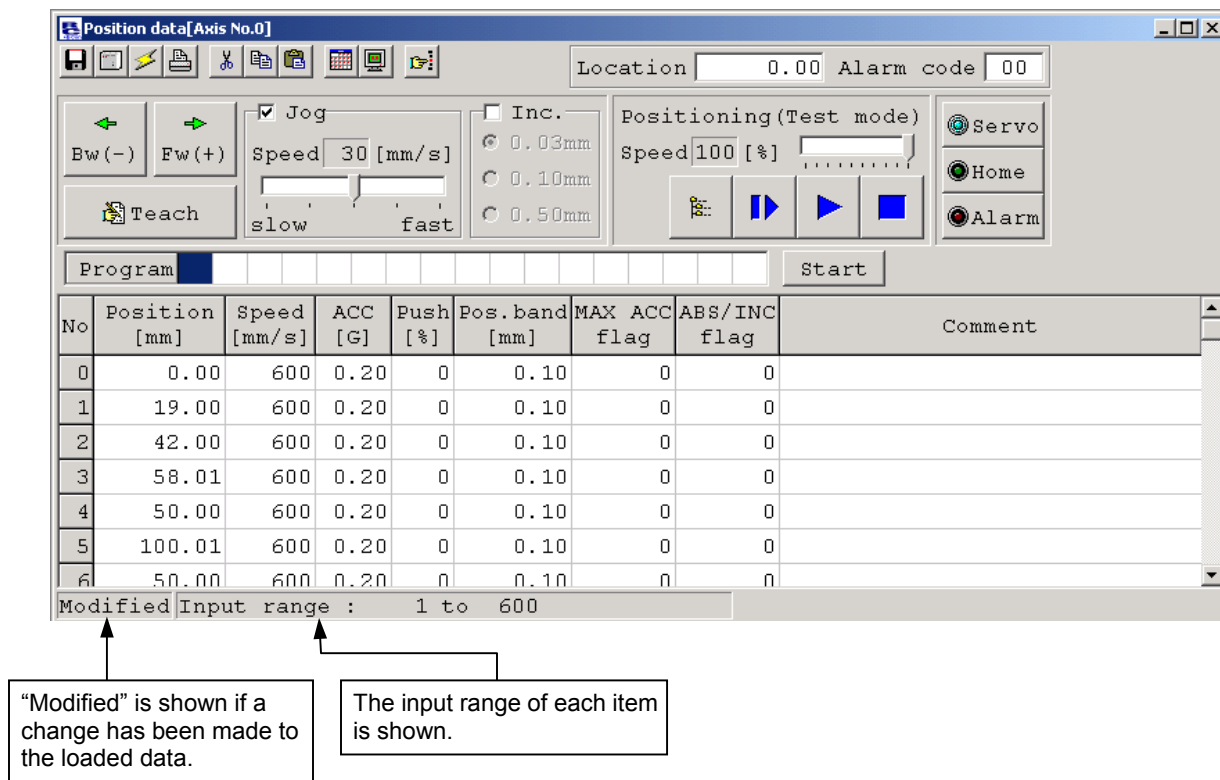 Position data[Axis No.0]
Location 0.00 Alarm code 00
Bw(-) Fw(+)
Teach
Jog
Speed 30 [mm/s]
slow fast
Inc.
0.03mm
0.10mm
0.50mm
Positioning(Test mode)
Speed 100 [%]
Servo
Home
Alarm
Program Start
No Position [mm] Speed [mm/s] ACC [G] Push [%] Pos.band [mm] MAX ACC flag ABS/INC flag Comment
0 0.00 600 0.20 0 0.10 0 0
1 19.00 600 0.20 0 0.10 0 0
2 42.00 600 0.20 0 0.10 0 0
3 58.01 600 0.20 0 0.10 0 0
4 50.00 600 0.20 0 0.10 0 0
5 100.01 600 0.20 0 0.10 0 0
6 50.00 600 0.20 0 0.10 0 0
Modified Input range : 1 to 600
“Modified” is shown if a
change has been made to
the loaded data.
The input range of each item
is shown.